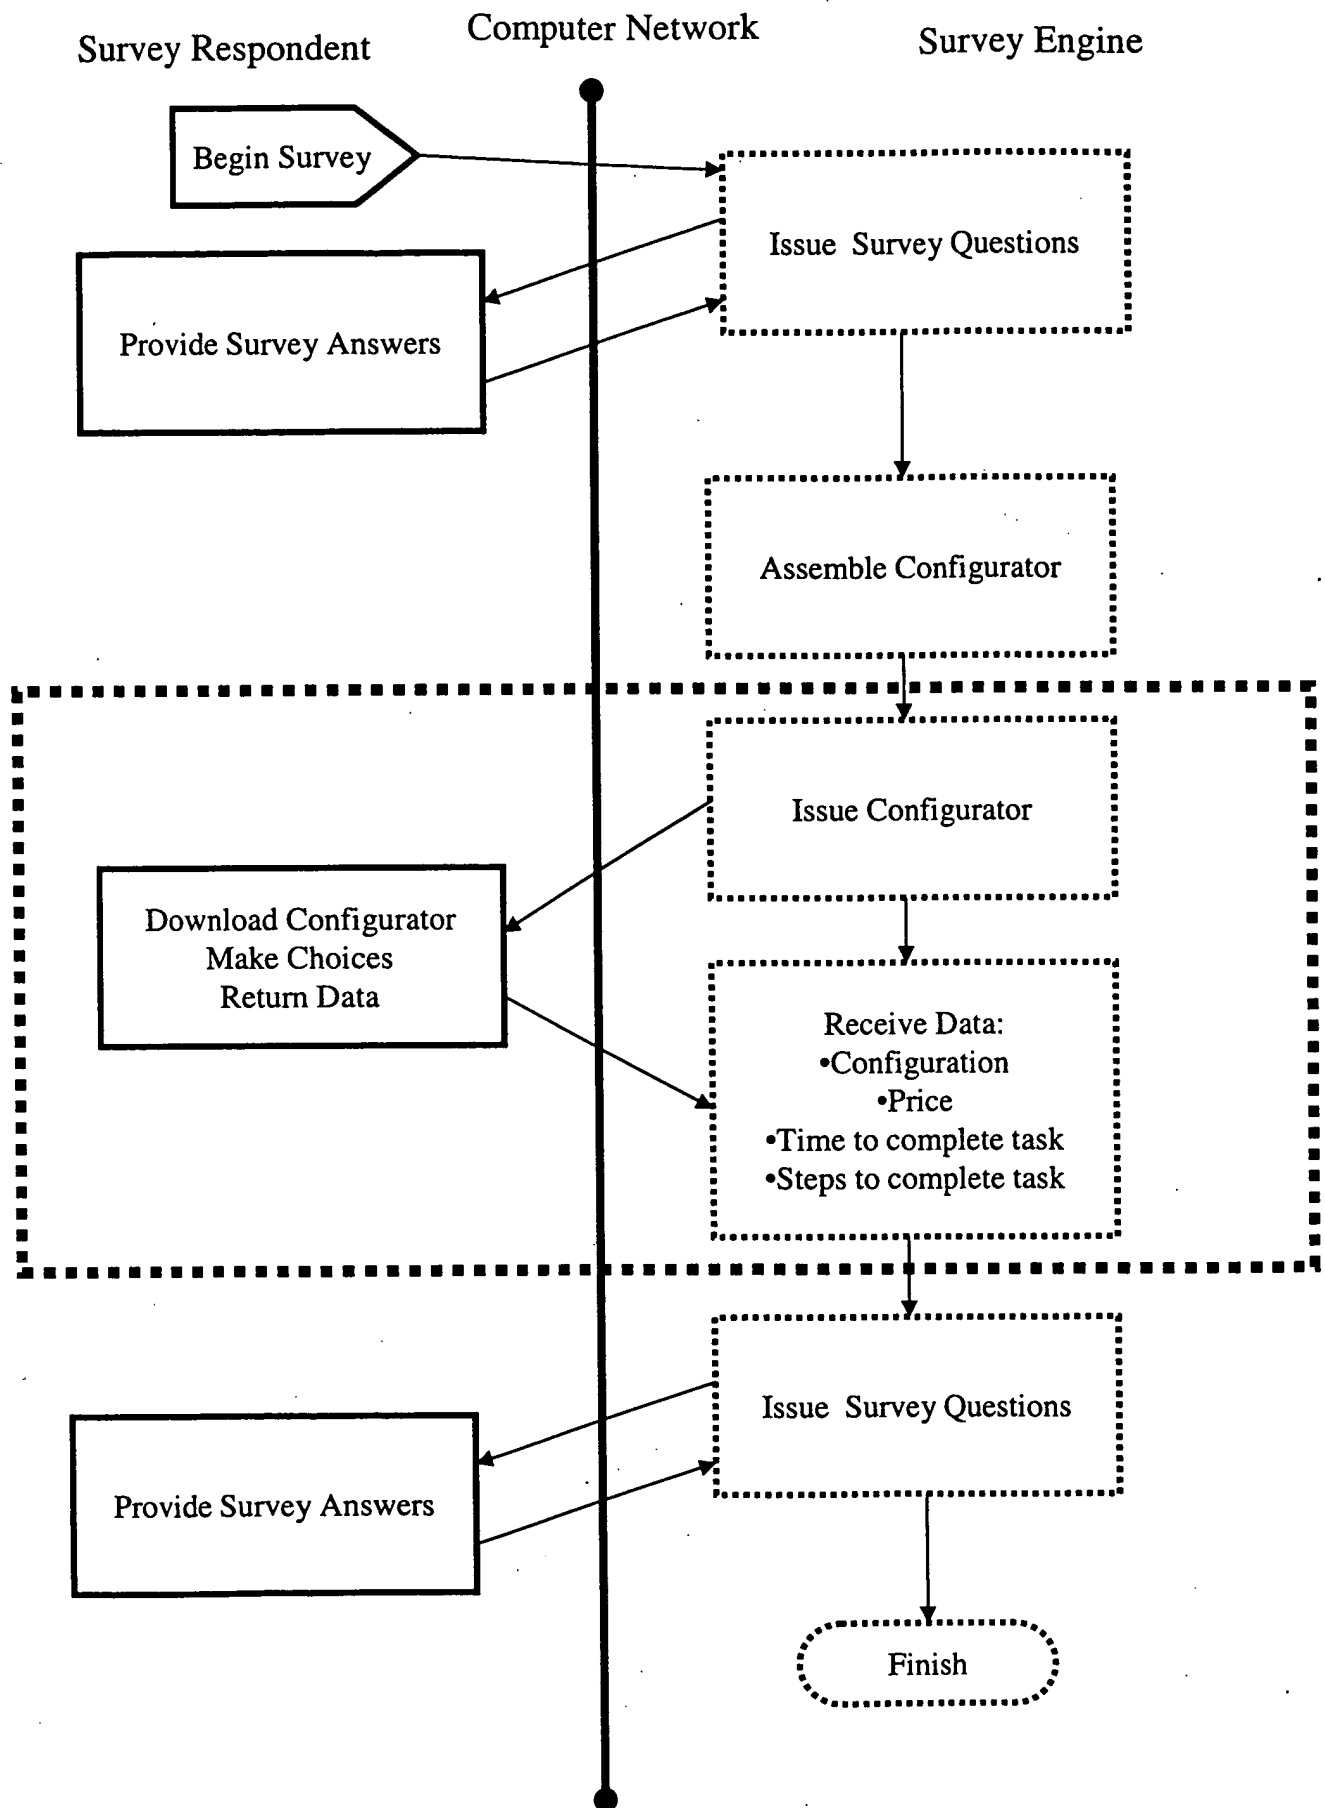 Survey Respondent
Computer Network
Survey Engine
Begin Survey
Issue Survey Questions
Provide Survey Answers
Assemble Configurator
Issue Configurator
Download Configurator
Make Choices
Return Data
Receive Data:
•Configuration
•Price
•Time to complete task
•Steps to complete task
Issue Survey Questions
Provide Survey Answers
Finish